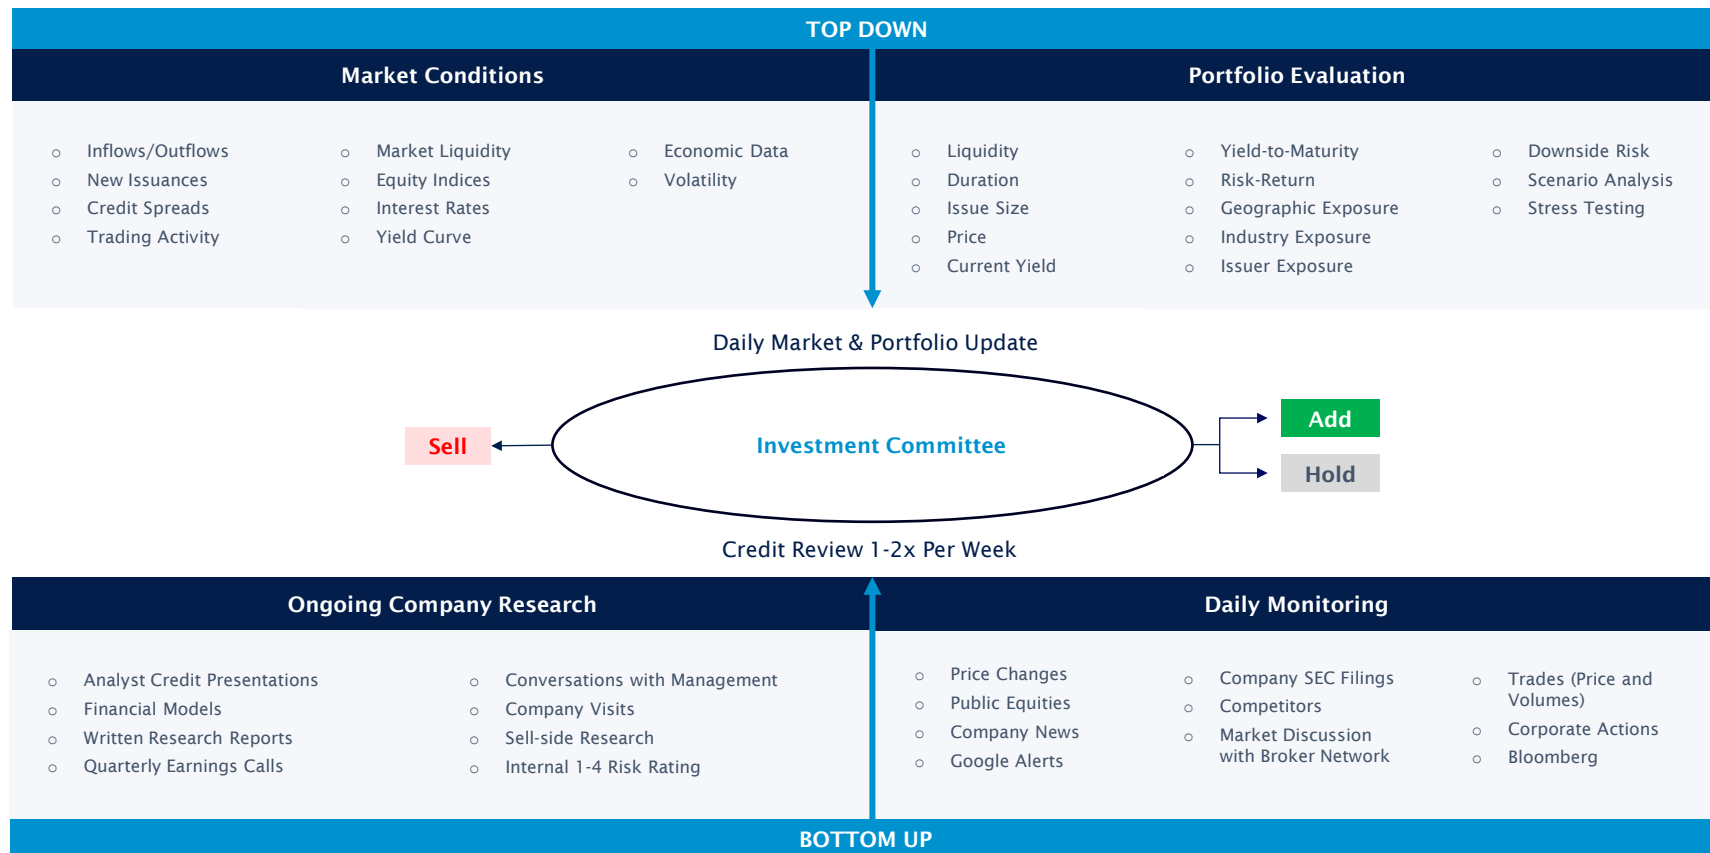 TOP DOWN
Market Conditions
Portfolio Evaluation
Inflows/Outflows
New Issuances
Credit Spreads
Trading Activity
Market Liquidity
Equity Indices
Interest Rates
Yield Curve
Economic Data
Volatility
Liquidity
Duration
Issue Size
Price
Current Yield
Yield-to-Maturity
Risk-Return
Geographic Exposure
Industry Exposure
Issuer Exposure
Downside Risk
Scenario Analysis
Stress Testing
Daily Market & Portfolio Update
Sell
Investment Committee
Add
Hold
Credit Review 1-2x Per Week
Ongoing Company Research
Daily Monitoring
Analyst Credit Presentations
Financial Models
Written Research Reports
Quarterly Earnings Calls
Conversations with Management
Company Visits
Sell-side Research
Internal 1-4 Risk Rating
Price Changes
Public Equities
Company News
Google Alerts
Company SEC Filings
Competitors
Market Discussion
with Broker Network
Trades (Price and
Volumes)
Corporate Actions
Bloomberg
BOTTOM UP